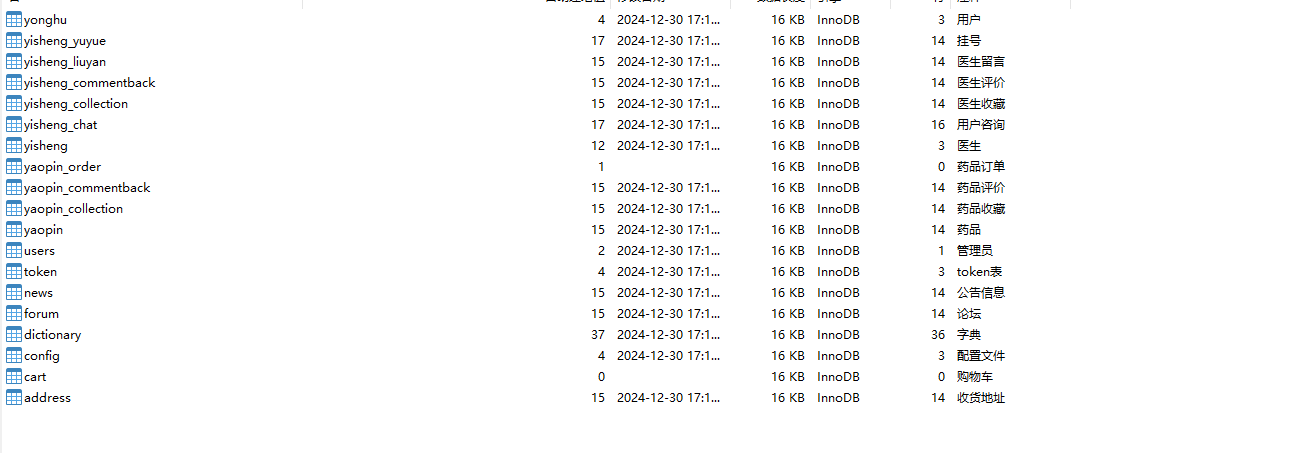 yonghu 4 2024-12-30 17:1... 16 KB InnoDB 3 用户
yisheng_yuyue 17 2024-12-30 17:1... 16 KB InnoDB 14 挂号
yisheng_liuyan 15 2024-12-30 17:1... 16 KB InnoDB 14 医生留言
yisheng_commentback 15 2024-12-30 17:1... 16 KB InnoDB 14 医生评价
yisheng_collection 15 2024-12-30 17:1... 16 KB InnoDB 14 医生收藏
yisheng_chat 17 2024-12-30 17:1... 16 KB InnoDB 16 用户咨询
yisheng 12 2024-12-30 17:1... 16 KB InnoDB 3 医生
yaopin_order 1 16 KB InnoDB 0 药品订单
yaopin_commentback 15 2024-12-30 17:1... 16 KB InnoDB 14 药品评价
yaopin_collection 15 2024-12-30 17:1... 16 KB InnoDB 14 药品收藏
yaopin 15 2024-12-30 17:1... 16 KB InnoDB 14 药品
users 2 2024-12-30 17:1... 16 KB InnoDB 1 管理员
token 4 2024-12-30 17:1... 16 KB InnoDB 3 token表
news 15 2024-12-30 17:1... 16 KB InnoDB 14 公告信息
forum 15 2024-12-30 17:1... 16 KB InnoDB 14 论坛
dictionary 37 2024-12-30 17:1... 16 KB InnoDB 36 字典
config 4 2024-12-30 17:1... 16 KB InnoDB 3 配置文件
cart 0 16 KB InnoDB 0 购物车
address 15 2024-12-30 17:1... 16 KB InnoDB 14 收货地址